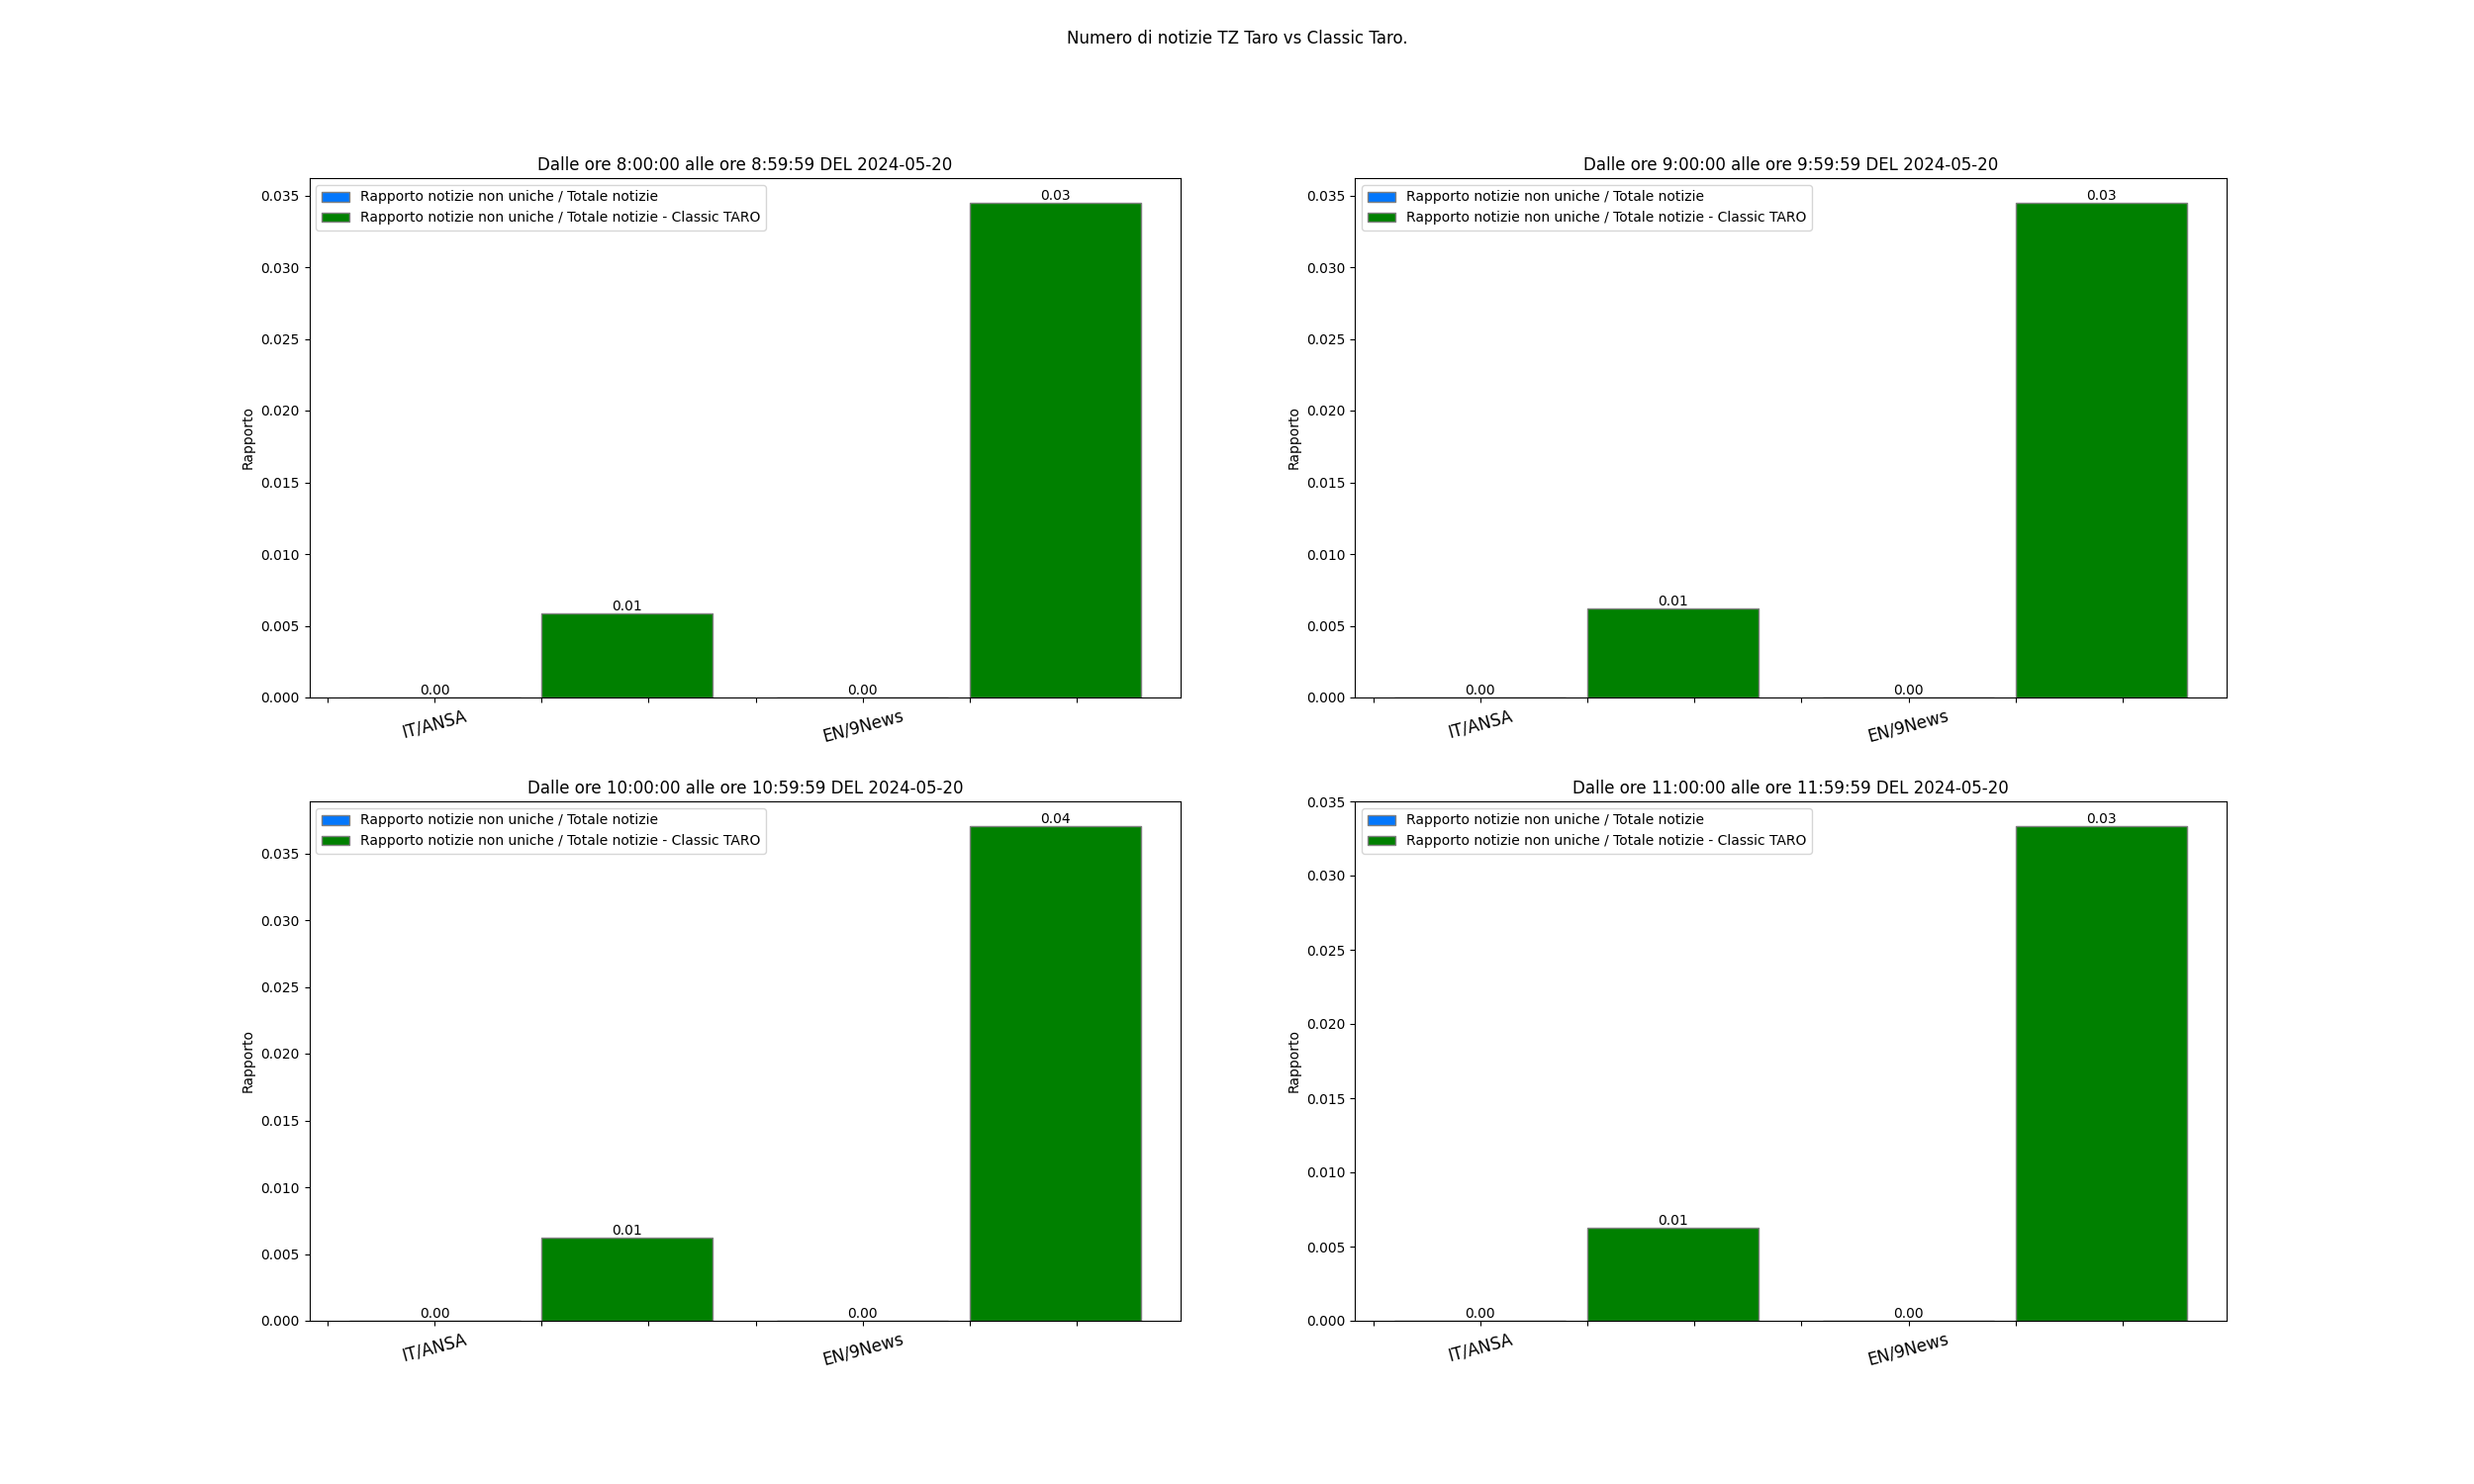 Numero di notizie TZ Taro vs Classic Taro.
Dalle ore 8:00:00 alle ore 8:59:59 DEL 2024-05-20
Rapporto notizie non uniche / Totale notizie
Rapporto notizie non uniche / Totale notizie - Classic TARO
0.035
0.030
0.025
0.020
0.015
0.010
0.005
0.000
Rapporto
0.00
0.01
0.00
0.03
IT/ANSA
EN/9News
Dalle ore 9:00:00 alle ore 9:59:59 DEL 2024-05-20
Rapporto notizie non uniche / Totale notizie
Rapporto notizie non uniche / Totale notizie - Classic TARO
0.035
0.030
0.025
0.020
0.015
0.010
0.005
0.000
Rapporto
0.00
0.01
0.00
0.03
IT/ANSA
EN/9News
Dalle ore 10:00:00 alle ore 10:59:59 DEL 2024-05-20
Rapporto notizie non uniche / Totale notizie
Rapporto notizie non uniche / Totale notizie - Classic TARO
0.035
0.030
0.025
0.020
0.015
0.010
0.005
0.000
Rapporto
0.00
0.01
0.00
0.04
IT/ANSA
EN/9News
Dalle ore 11:00:00 alle ore 11:59:59 DEL 2024-05-20
Rapporto notizie non uniche / Totale notizie
Rapporto notizie non uniche / Totale notizie - Classic TARO
0.035
0.030
0.025
0.020
0.015
0.010
0.005
0.000
Rapporto
0.00
0.01
0.00
0.03
IT/ANSA
EN/9News